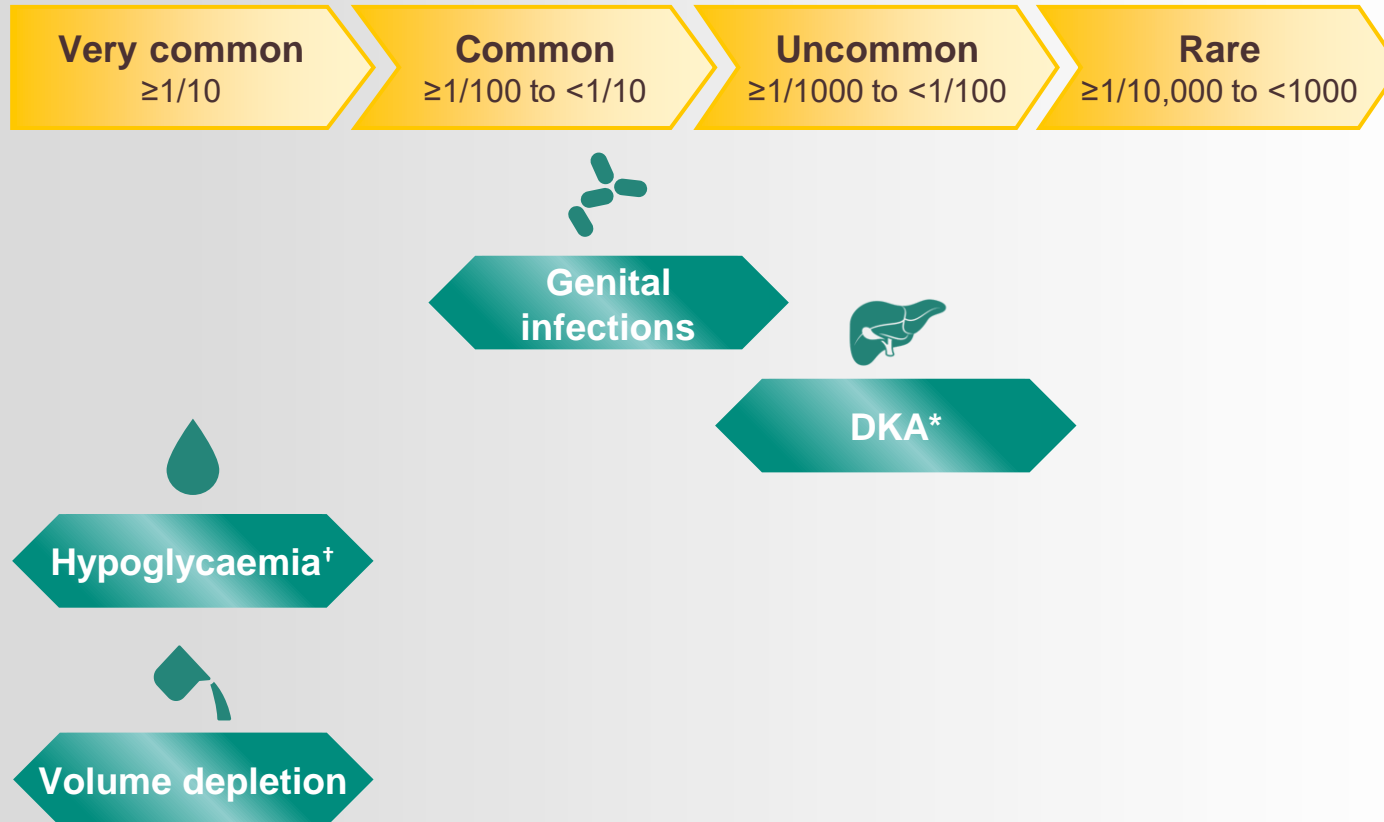 Very common
≥1/10
Common
≥1/100 to <1/10
Uncommon
≥1/1000 to <1/100
Rare
≥1/10,000 to <1000
Genital
infections
DKA*
Hypoglycaemia†
Volume depletion